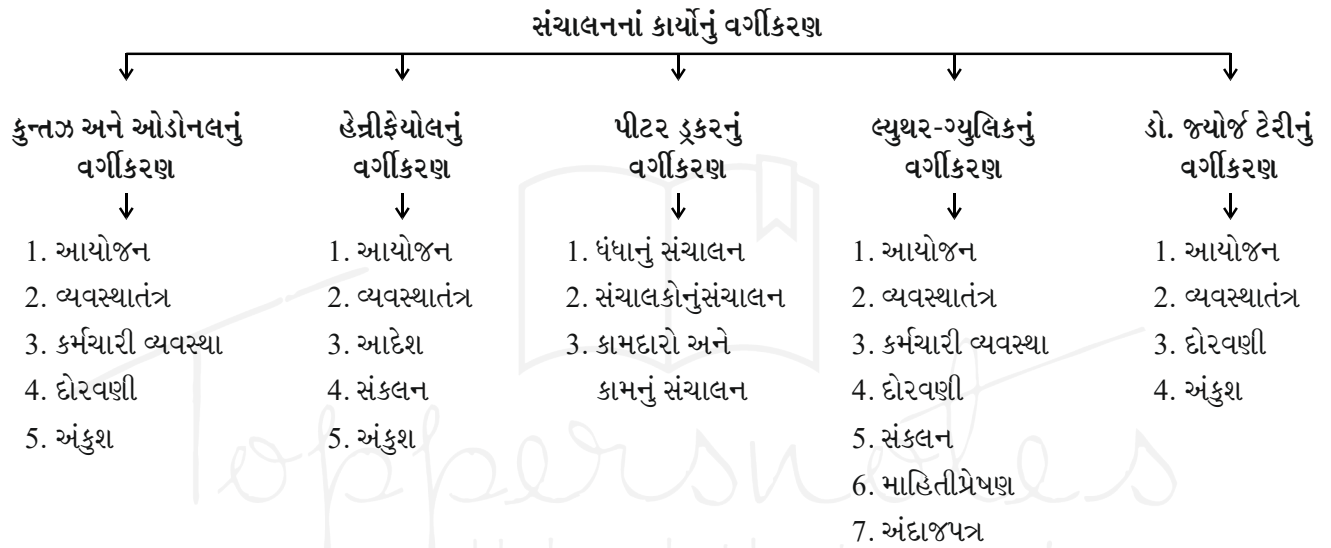 સંચાલનનાં કાર્યોનું વર્ગીકરણ
કુન્તઝ અને ઓડોનલનું
વર્ગીકરણ
1. આયોજન
2. વ્યવસ્થાતંત્ર
3. કર્મચારી વ્યવસ્થા
4. દોરવણી
5. અંકુશ
હેન્રીફેયોલનું
વર્ગીકરણ
1. આયોજન
2. વ્યવસ્થાતંત્ર
3. આદેશ
4. સંકલન
5. અંકુશ
પીટર ડ્રકરનું
વર્ગીકરણ
1. ધંધાનું સંચાલન
2. સંચાલકોનુંસંચાલન
3. કામદારો અને
કામનું સંચાલન
લ્યુથર-ગ્યુલિકનું
વર્ગીકરણ
1. આયોજન
2. વ્યવસ્થાતંત્ર
3. કર્મચારી વ્યવસ્થા
4. દોરવણી
5. સંકલન
6. માહિતીપ્રેષણ
7. અંદાજપત્ર
ડો. જ્યોર્જ ટેરીનું
વર્ગીકરણ
1. આયોજન
2. વ્યવસ્થાતંત્ર
3. દોરવણી
4. અંકુશ
Toppersnotes